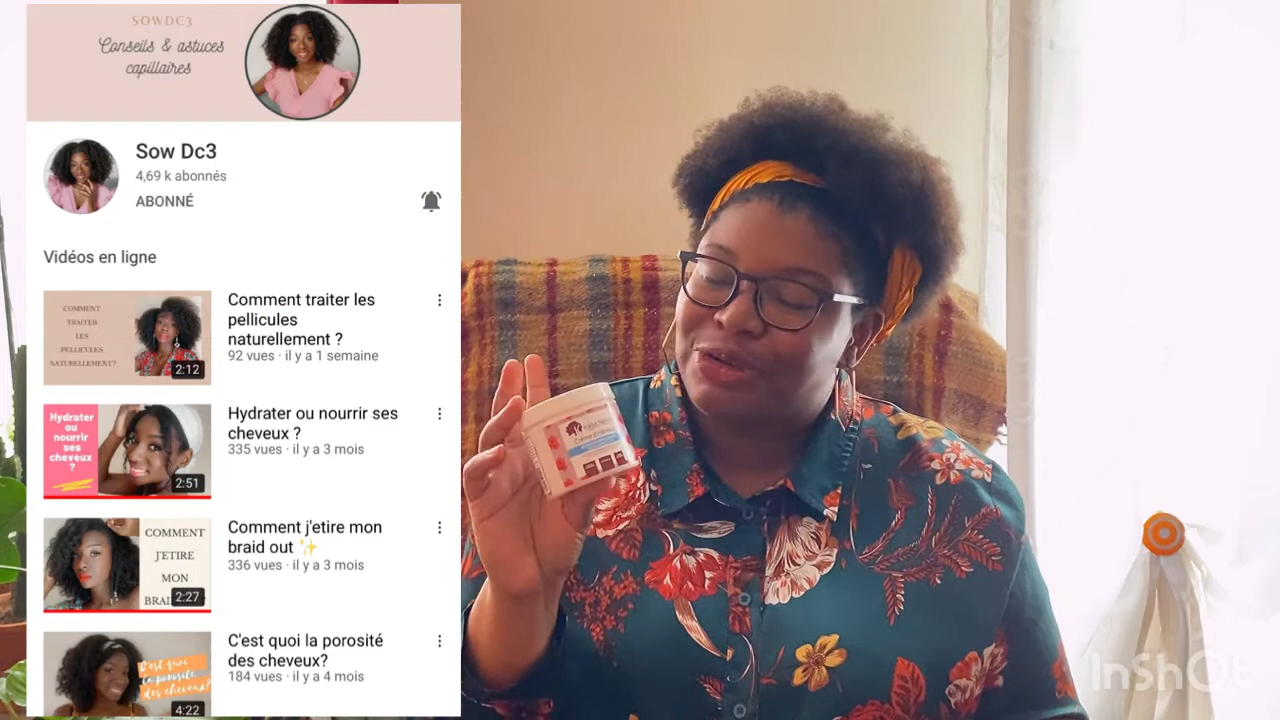 SOWDC3
Conseils & astuces
capillaires
Sow Dc3
4,69 k abonnés
ABONNÉ
Vidéos en ligne
COMMENT
TRAITER
LES
PELLICULES
NATURELLEMENT?
2:12
Comment traiter les
pellicules
naturellement ?
92 vues · il y a 1 semaine
Hydrater
ou
nourrir
ses
cheveux
?
2:51
Hydrater ou nourrir ses
cheveux ?
335 vues · il y a 3 mois
COMMENT
J'ETIRE
MON
BRAI
2:27
Comment j'etire mon
braid out ✨
336 vues · il y a 3 mois
C'est quoi
la porosité
des cheveux?
4:22
C'est quoi la porosité
des cheveux?
184 vues · il y a 4 mois
InShOt